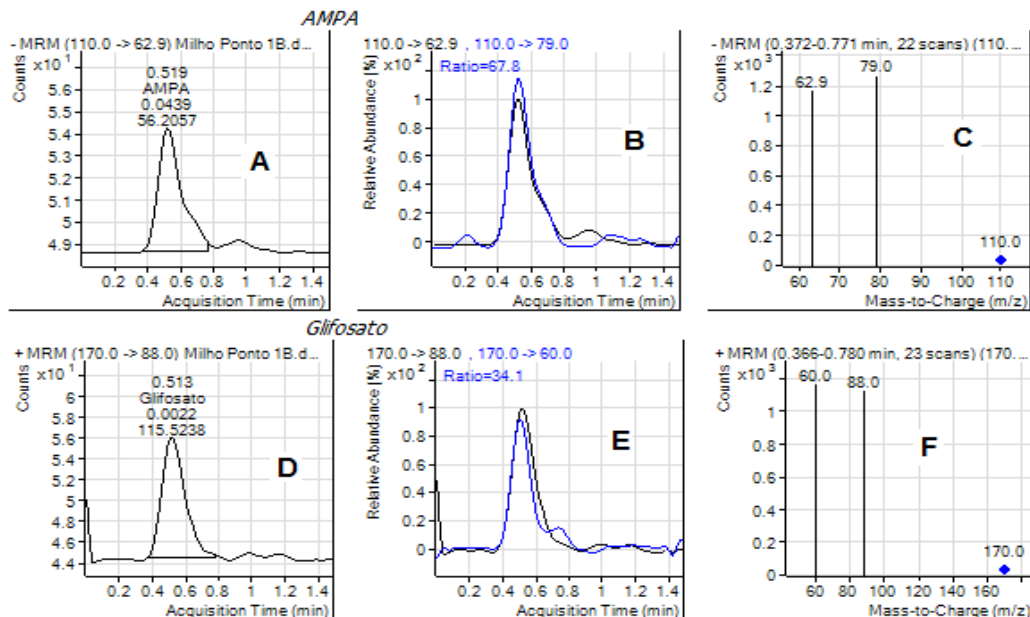 AMPA
- MRM (110.0 -> 62.9) Milho Ponto 1B.d...
Counts
x10 1
0.519
AMPA
0.0439
56.2057
5.6
5.5
5.4
5.3
5.2
5.1
5
4.9
A
0.2 0.4 0.6 0.8 1 1.2 1.4
Acquisition Time (min)
110.0 -> 62.9 , 110.0 -> 79.0
Relative Abundance [%]
x10 2
Ratio=67.8
1.4
1.2
1
0.8
0.6
0.4
0.2
0
B
0.2 0.4 0.6 0.8 1 1.2 1.4
Acquisition Time (min)
- MRM (0.372-0.771 min, 22 scans) (110. ...
Counts
x10 3
79.0
62.9
1.2
1
0.8
0.6
0.4
0.2
0
C
110.0
60 70 80 90 100 110
Mass-to-Charge (m/z)
Glifosato
+ MRM (170.0 -> 88.0) Milho Ponto 1B.d...
Counts
x10 1
0.513
Glifosato
0.0022
115.5238
6
5.8
5.6
5.4
5.2
5
4.8
4.6
4.4
D
0.2 0.4 0.6 0.8 1 1.2 1.4
Acquisition Time (min)
170.0 -> 88.0 , 170.0 -> 60.0
Relative Abundance [%]
x10 2
Ratio=34.1
1.2
1
0.8
0.6
0.4
0.2
0
E
0.2 0.4 0.6 0.8 1 1.2 1.4
Acquisition Time (min)
+ MRM (0.366-0.780 min, 23 scans) (170. ...
Counts
x10 3
60.0
88.0
1
0.8
0.6
0.4
0.2
0
F
170.0
60 80 100 120 140 160
Mass-to-Charge (m/z)